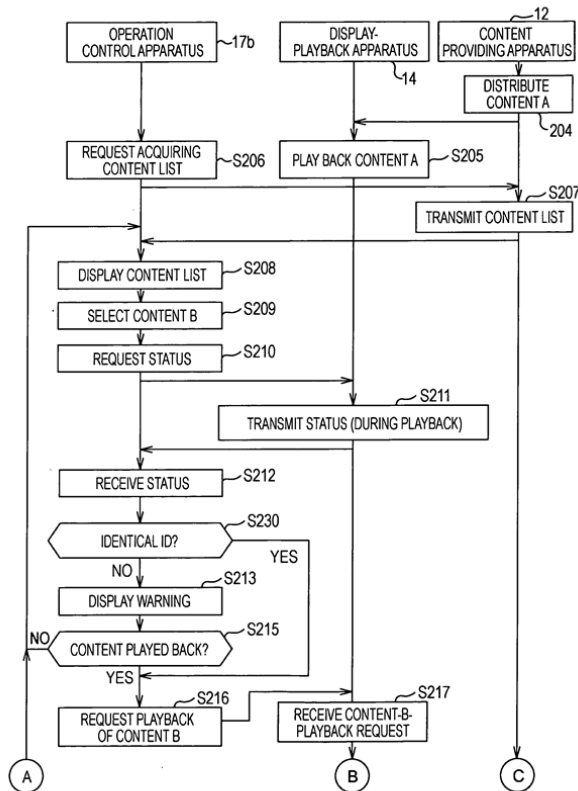 12
OPERATION
CONTROL APPARATUS
17b
DISPLAY-
PLAYBACK APPARATUS
14
CONTENT
PROVIDING APPARATUS
DISTRIBUTE
CONTENT A
204
REQUEST ACQUIRING
CONTENT LIST
S206
PLAY BACK CONTENT A
S205
S207
TRANSMIT CONTENT LIST
DISPLAY CONTENT LIST
S208
SELECT CONTENT B
S209
REQUEST STATUS
S210
S211
TRANSMIT STATUS (DURING PLAYBACK)
RECEIVE STATUS
S212
S230
IDENTICAL ID?
YES
NO
S213
DISPLAY WARNING
S215
NO
CONTENT PLAYED BACK?
YES
S216
REQUEST PLAYBACK
OF CONTENT B
S217
RECEIVE CONTENT-B-
PLAYBACK REQUEST
A
B
C